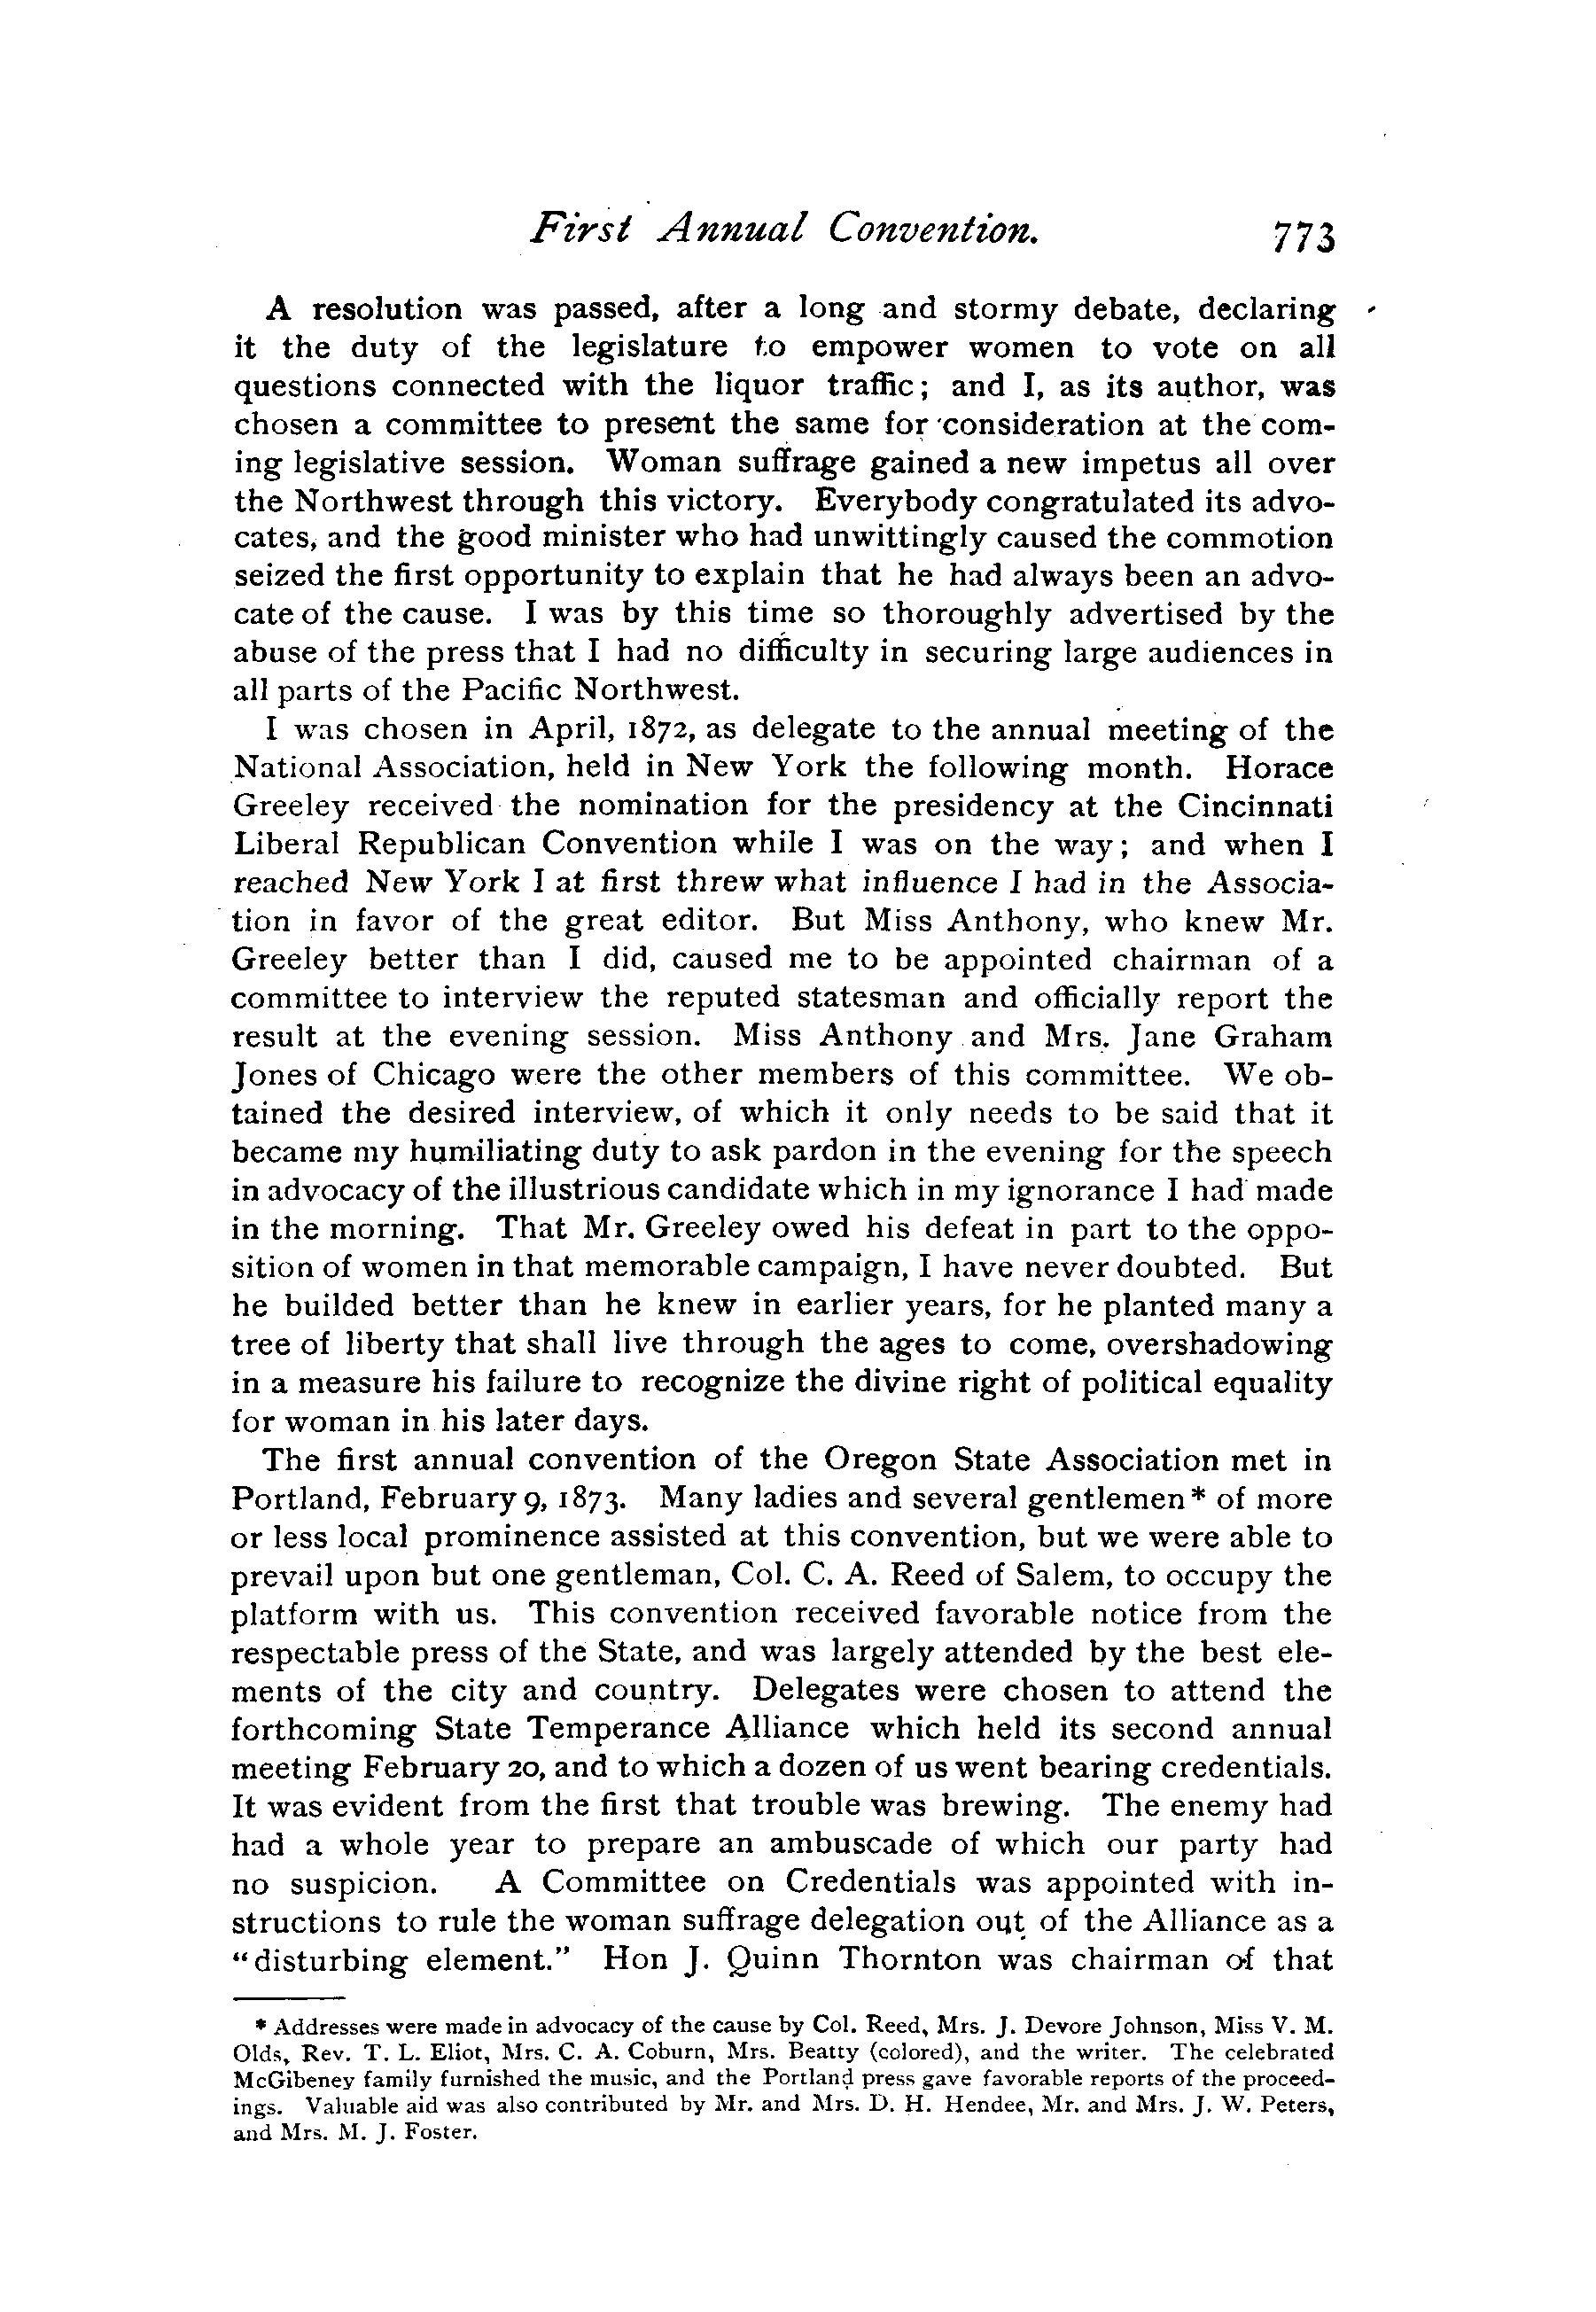 First Annual Convention. 773
A resolution was passed, after a long and stormy debate, declaring
it the duty of the legislature to empower women to vote on all
questions connected with the liquor traffic; and I, as its author, was
chosen a committee to present the same for consideration at the com-
ing legislative session. Woman suffrage gained a new impetus all over
the Northwest through this victory. Everybody congratulated its advo-
cates, and the good minister who had unwittingly caused the commotion
seized the first opportunity to explain that he had always been an advo-
cate of the cause. I was by this time so thoroughly advertised by the
abuse of the press that I had no difficulty in securing large audiences in
all parts of the Pacific Northwest.
I was chosen in April, 1872, as delegate to the annual meeting of the
National Association, held in New York the following month. Horace
Greeley received the nomination for the presidency at the Cincinnati
Liberal Republican Convention while I was on the way; and when I
reached New York I at first threw what influence I had in the Associa-
tion in favor of the great editor. But Miss Anthony, who knew Mr.
Greeley better than I did, caused me to be appointed chairman of a
committee to interview the reputed statesman and officially report the
result at the evening session. Miss Anthony and Mrs. Jane Graham
Jones of Chicago were the other members of this committee. We ob-
tained the desired interview, of which it only needs to be said that it
became my humiliating duty to ask pardon in the evening for the speech
in advocacy of the illustrious candidate which in my ignorance I had made
in the morning. That Mr. Greeley owed his defeat in part to the oppo-
sition of women in that memorable campaign, I have never doubted. But
he builded better than he knew in earlier years, for he planted many a
tree of liberty that shall live through the ages to come, overshadowing
in a measure his failure to recognize the divine right of political equality
for woman in his later days.
The first annual convention of the Oregon State Association met in
Portland, February 9, 1873. Many ladies and several gentlemen* of more
or less local prominence assisted at this convention, but we were able to
prevail upon but one gentleman, Col. C. A. Reed of Salem, to occupy the
platform with us. This convention received favorable notice from the
respectable press of the State, and was largely attended by the best ele-
ments of the city and country. Delegates were chosen to attend the
forthcoming State Temperance Alliance which held its second annual
meeting February 20, and to which a dozen of us went bearing credentials.
It was evident from the first that trouble was brewing. The enemy had
had a whole year to prepare an ambuscade of which our party had
no suspicion. A Committee on Credentials was appointed with in-
structions to rule the woman suffrage delegation out of the Alliance as a
"disturbing element." Hon J. Quinn Thornton was chairman of that
* Addresses were made in advocacy of the cause by Col. Reed, Mrs. J. Devore Johnson, Miss V. M.
Olds, Rev. T. L. Eliot, Mrs. C. A. Coburn, Mrs. Beatty (colored), and the writer. The celebrated
McGibeney family furnished the music, and the Portland press gave favorable reports of the proceed-
ings. Valuable aid was also contributed by Mr. and Mrs. D. H. Hendee, Mr. and Mrs. J. W. Peters,
and Mrs. M. J. Foster.